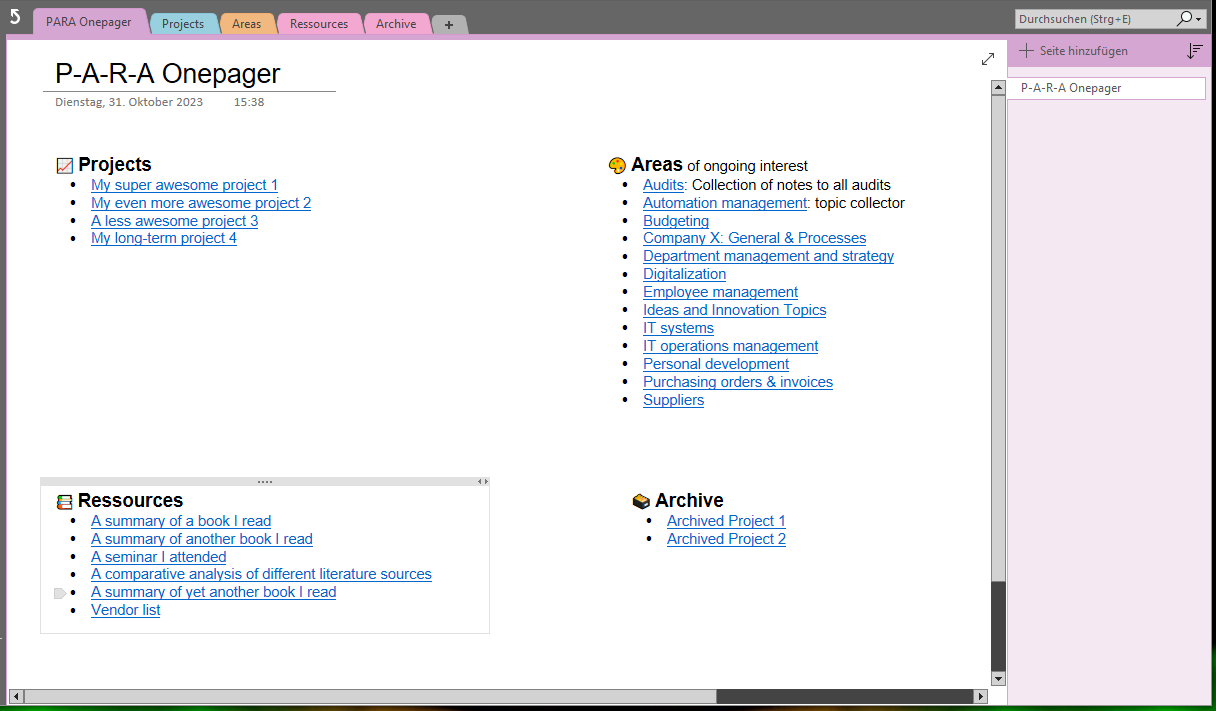 PARA Onepager
Projects
Areas
Ressources
Archive
+
Durchsuchen (Strg+E)
Seite hinzufügen
P-A-R-A Onepager
P-A-R-A Onepager
Dienstag, 31. Oktober 2023 15:38
Projects
• My super awesome project 1
• My even more awesome project 2
• A less awesome project 3
• My long-term project 4
Areas of ongoing interest
• Audits: Collection of notes to all audits
• Automation management: topic collector
• Budgeting
• Company X: General & Processes
• Department management and strategy
• Digitalization
• Employee management
• Ideas and Innovation Topics
• IT systems
• IT operations management
• Personal development
• Purchasing orders & invoices
• Suppliers
Ressources
• A summary of a book I read
• A summary of another book I read
• A seminar I attended
• A comparative analysis of different literature sources
• A summary of yet another book I read
• Vendor list
Archive
• Archived Project 1
• Archived Project 2